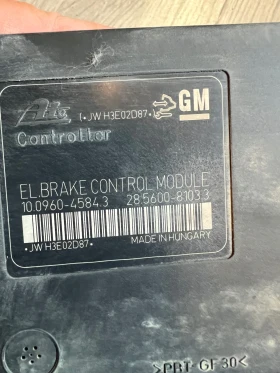 Ate (*JW H3E02D87*) GM
Controller
EL.BRAKE CONTROL MODULE
10.0960-4584.3 28.5600-8103.3
*JW H3E02D87* MADE IN HUNGARY
>PBT-GF30<